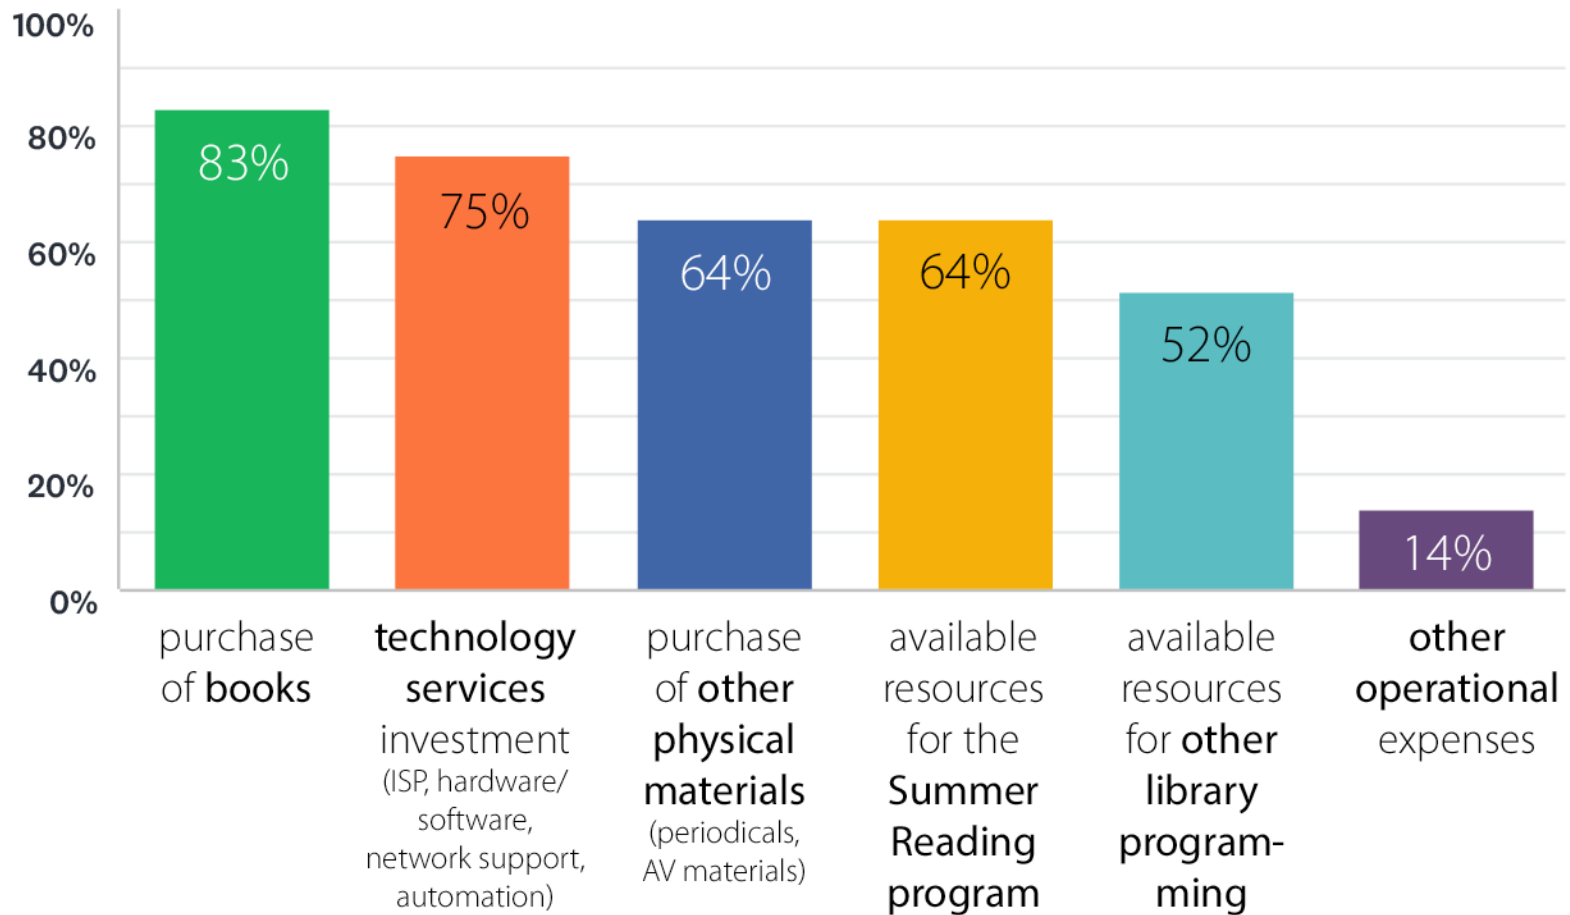 100%
80%
60%
40%
20%
0%
83%
75%
64%
64%
52%
14%
purchase
of books
technology
services
investment
(ISP, hardware/
software,
network support,
automation)
purchase
of other
physical
materials
(periodicals,
AV materials)
available
resources
for the
Summer
Reading
program
available
resources
for other
library
program-
ming
other
operational
expenses